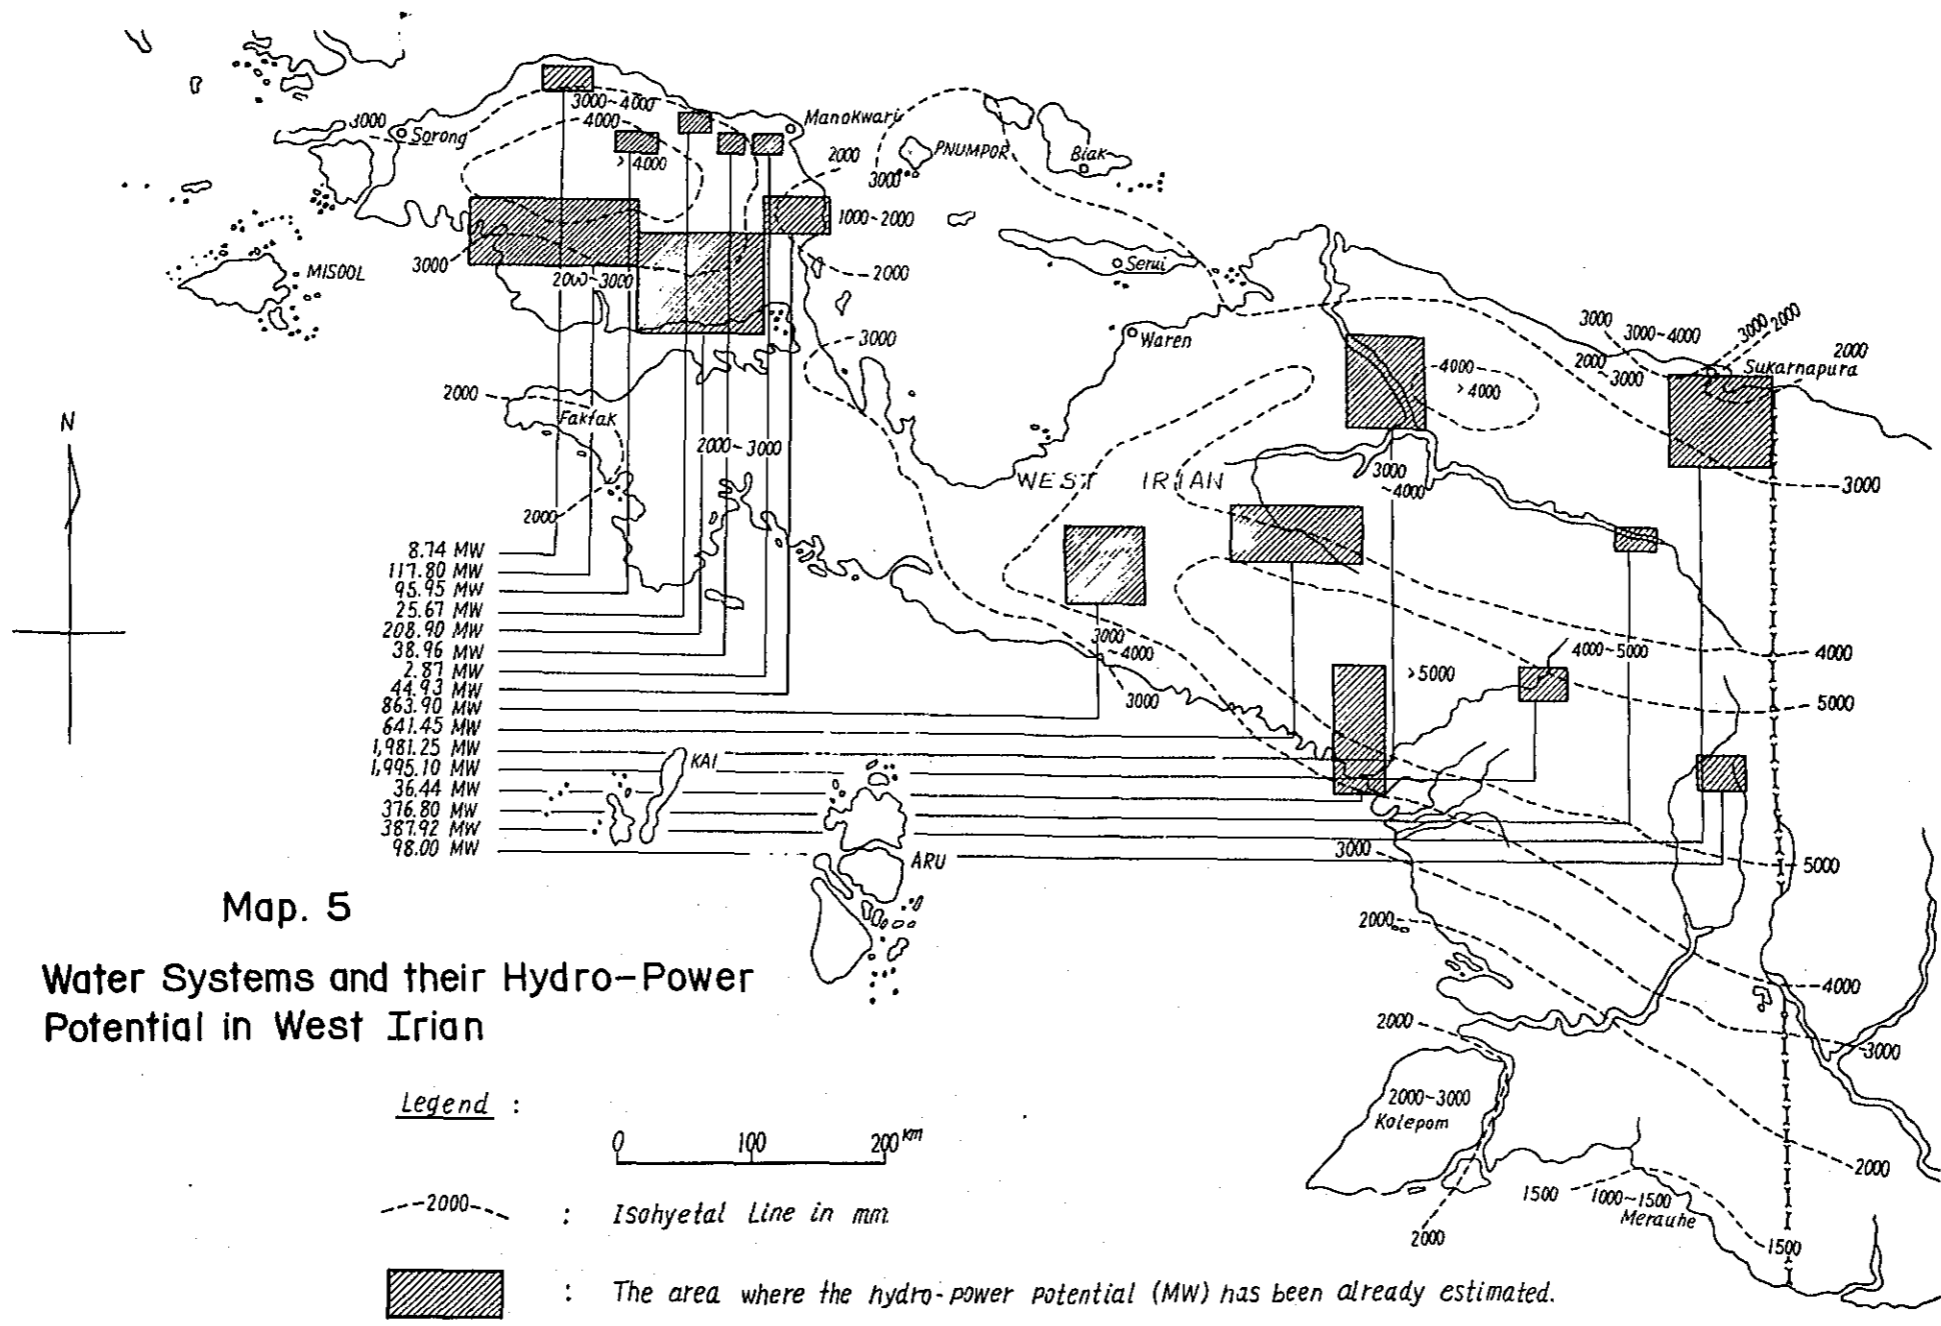 3000
Sorong
3000~4000
4000
> 4000
Manokwari
2000
3000
PNUMPOR
Biak
1000~2000
3000
2000
2000~3000
MISOOL
Serui
3000
Waren
3000
3000~4000
3000
2000
2000
~3000
2000
Sukarnapura
4000
> 4000
2000
Fakfak
N
2000~3000
WEST IRIAN
3000
~4000
3000
2000
8.74 MW
117.80 MW
95.95 MW
25.67 MW
208.90 MW
38.96 MW
2.87 MW
44.93 MW
863.90 MW
641.45 MW
1,981.25 MW
1,995.10 MW
36.44 MW
376.80 MW
387.92 MW
98.00 MW
3000
~4000
3000
> 5000
4000~5000
4000
5000
KAI
ARU
3000
5000
2000
4000
3000
2000
Map. 5
Water Systems and their Hydro-Power
Potential in West Irian
2000~3000
Kolepom
2000
2000
1500
1000~1500
Merauhe
1500
Legend :
0 100 200 KM
2000
: Isohyetal Line in mm
: The area where the hydro-power potential (MW) has been already estimated.